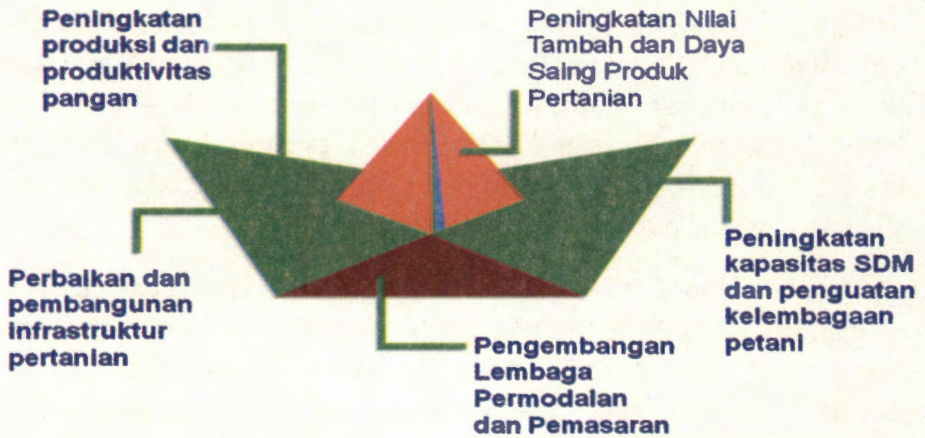 Peningkatan
produksi dan
produktivitas
pangan
Peningkatan Nilai
Tambah dan Daya
Saing Produk
Pertanian
Perbaikan dan
pembangunan
infrastruktur
pertanian
Peningkatan
kapasitas SDM
dan penguatan
kelembagaan
petani
Pengembangan
Lembaga
Permodalan
dan Pemasaran